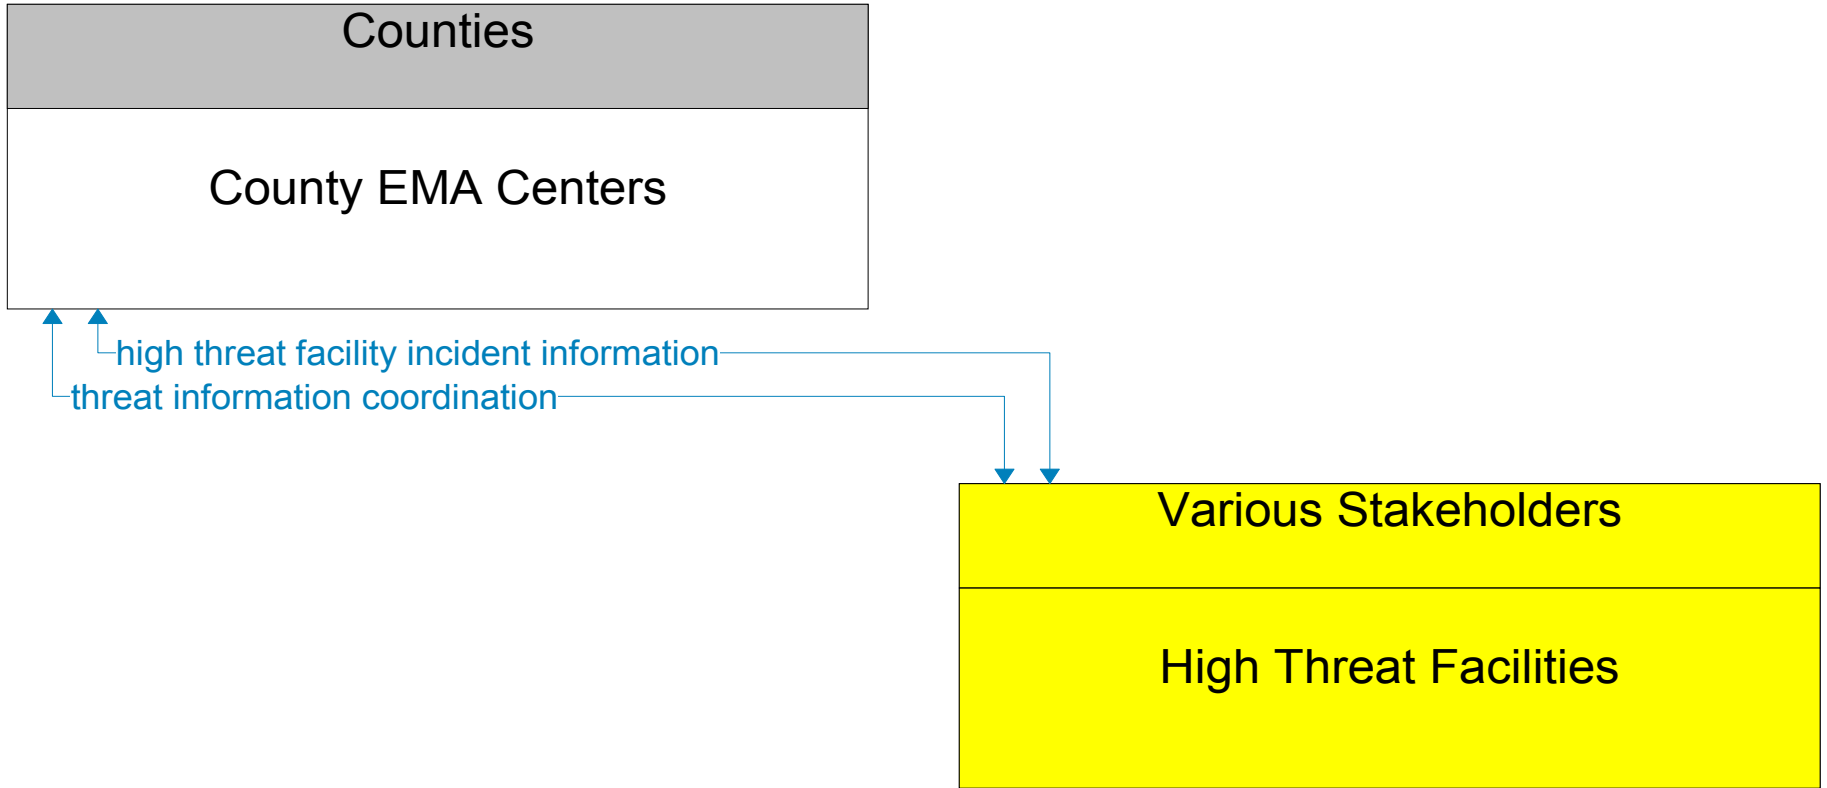 Counties
County EMA Centers
high threat facility incident information
threat information coordination
Various Stakeholders
High Threat Facilities